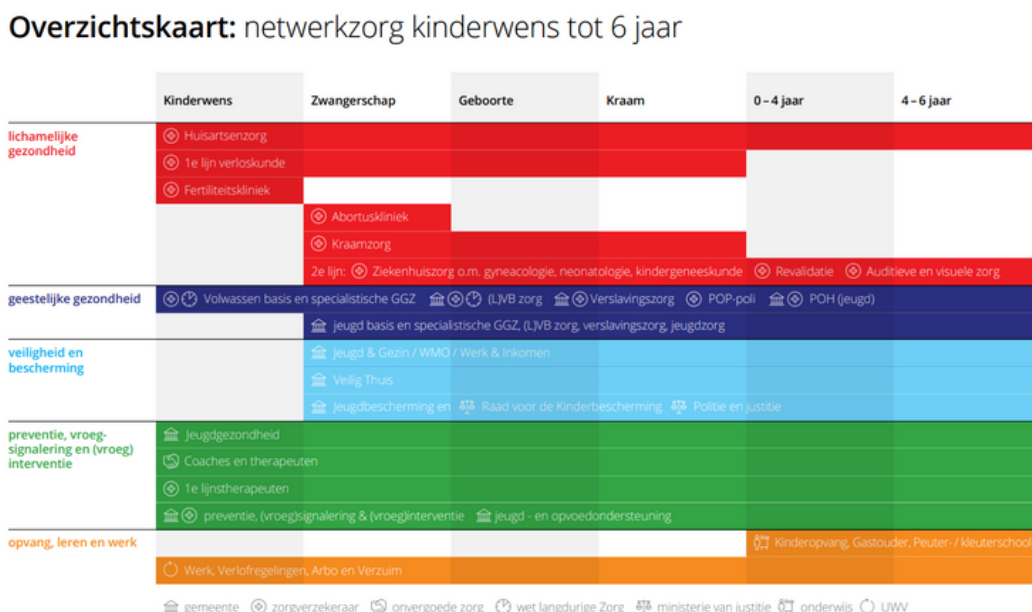 Overzichtskaart: netwerkzorg kinderwens tot 6 jaar
Kinderwens Zwangerschap Geboorte Kraam 0 – 4 jaar 4 – 6 jaar
lichamelijke
gezondheid
Huisartsenzorg
1e lijn verloskunde
Fertiliteitskliniek
Abortuskliniek
Kraamzorg
2e lijn: Ziekenhuiszorg o.m. gyneacologie, neonatologie, kindergeneeskunde Revalidatie Auditieve en visuele zorg
geestelijke gezondheid
Volwassen basis en specialistische GGZ (L)VB zorg Verslavingszorg POP-poli POH (jeugd)
jeugd basis en specialistische GGZ, (L)VB zorg, verslavingszorg, jeugdzorg
veiligheid en
bescherming
Jeugd & Gezin / WMO / Werk & Inkomen
Veilig Thuis
Jeugdbescherming en Raad voor de Kinderbescherming Politie en justitie
preventie, vroeg-
signalering en (vroeg)
interventie
Jeugdgezondheid
Coaches en therapeuten
1e lijnstherapeuten
preventie, (vroeg)signalering & (vroeg)interventie jeugd - en opvoedondersteuning
opvang, leren en werk
Kinderopvang, Gastouder, Peuter- / kleuterschool
Werk, Verlofregelingen, Arbo en Verzuim
gemeente zorgverzekeraar onvergoede zorg wet langdurige Zorg ministerie van justitie onderwijs UWV